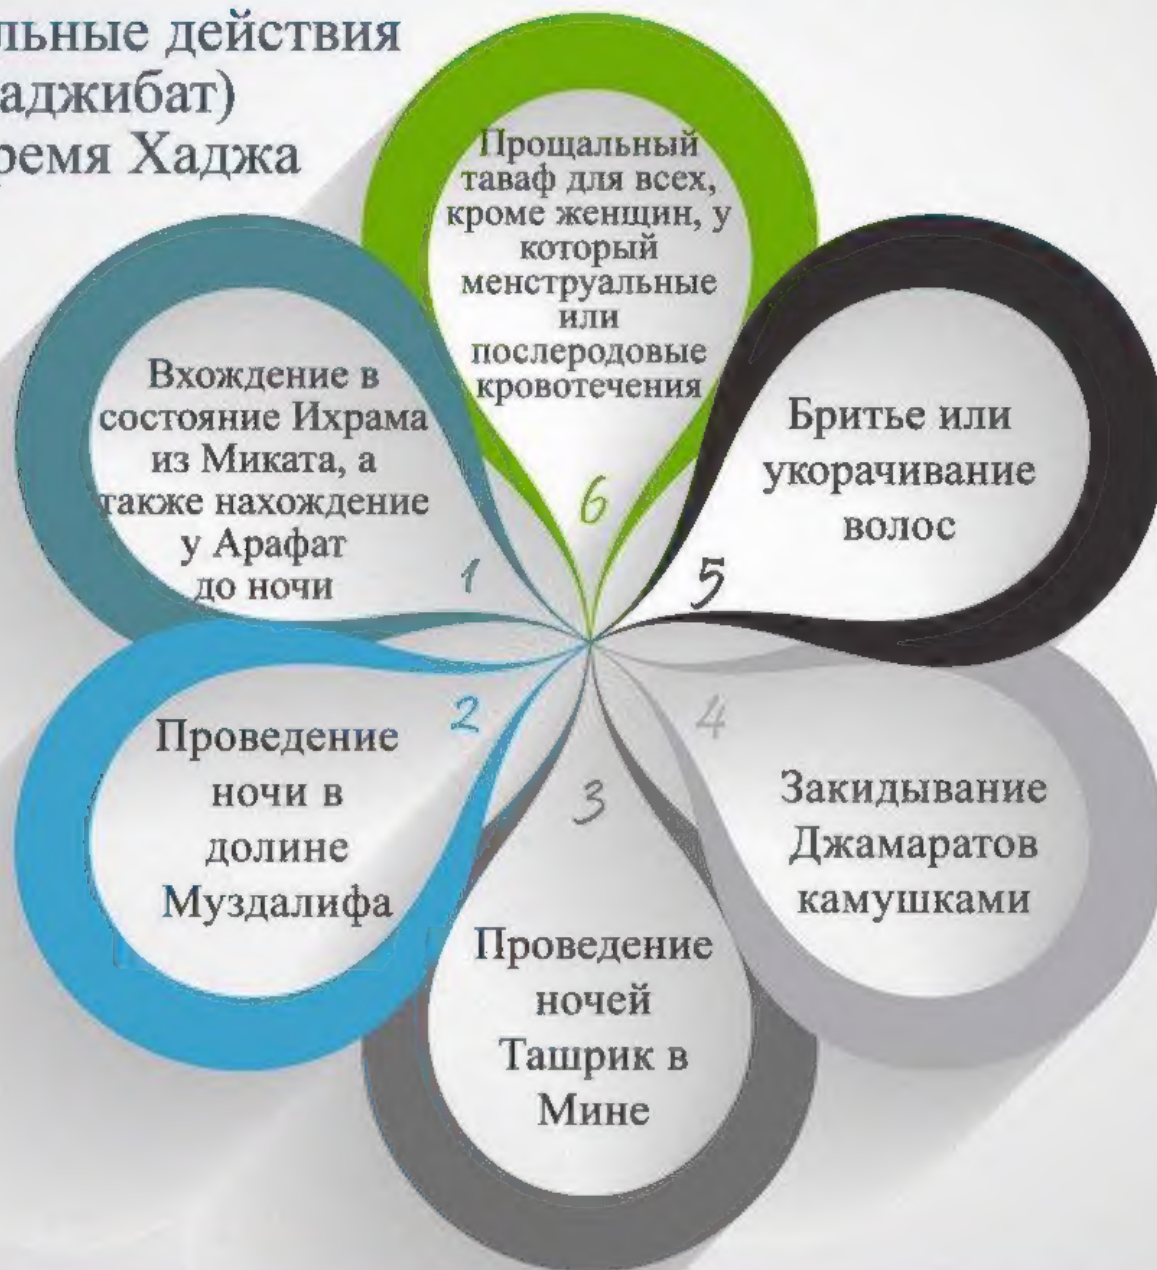 льные действия
аджибат)
ремя Хаджа
Вхождение в
состояние Ихрама
из Миката, а
также нахождение
у Арафат
до ночи
1
Проведение
ночи в
долине
Муздалифа
2
Проведение
ночей
Ташрик в
Мине
3
Закидывание
Джамаратов
камушками
4
Бритье или
укорачивание
волос
5
Прощальный
таваф для всех,
кроме женщин, у
который
менструальные
или
послеродовые
кровотечения
6